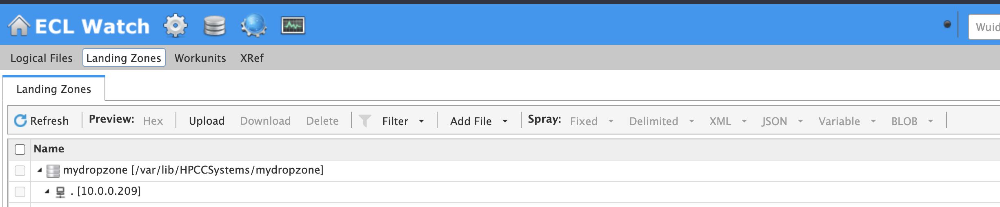 ECL Watch
Wuid
Logical Files Landing Zones Workunits XRef
Landing Zones
Refresh Preview: Hex Upload Download Delete Filter Add File Spray: Fixed Delimited XML JSON Variable BLOB
Name
mydropzone [/var/lib/HPCCSystems/mydropzone]
. [10.0.0.209]